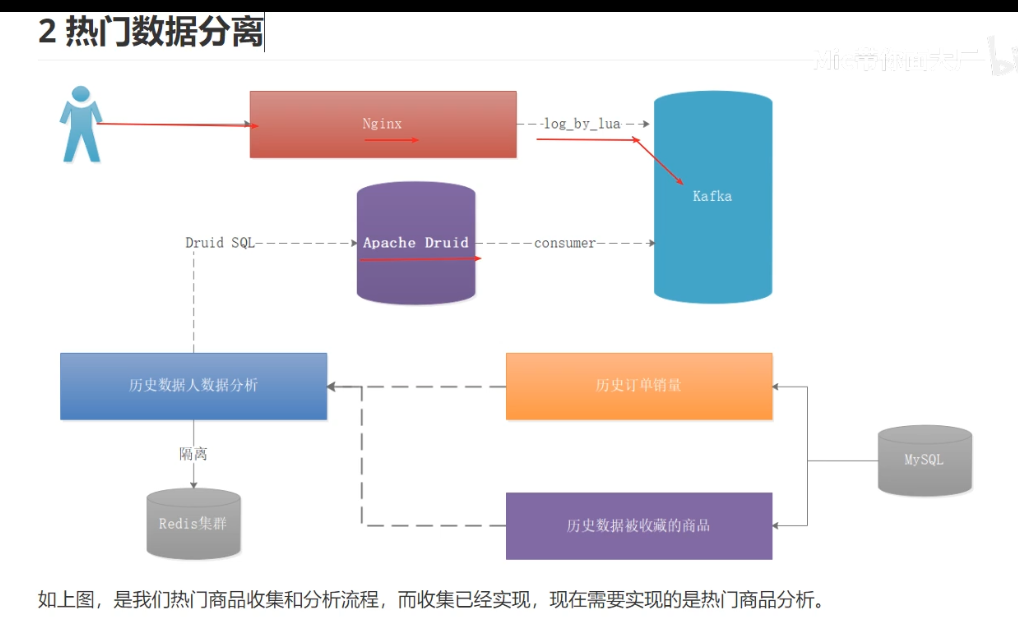 2 热门数据分离
Nginx
log_by_lua
Kafka
Druid SQL
Apache Druid
consumer
历史数据人数据分析
历史订单销量
隔离
MySQL
Redis集群
历史数据被收藏的商品
如上图，是我们热门商品收集和分析流程，而收集已经实现，现在需要实现的是热门商品分析。